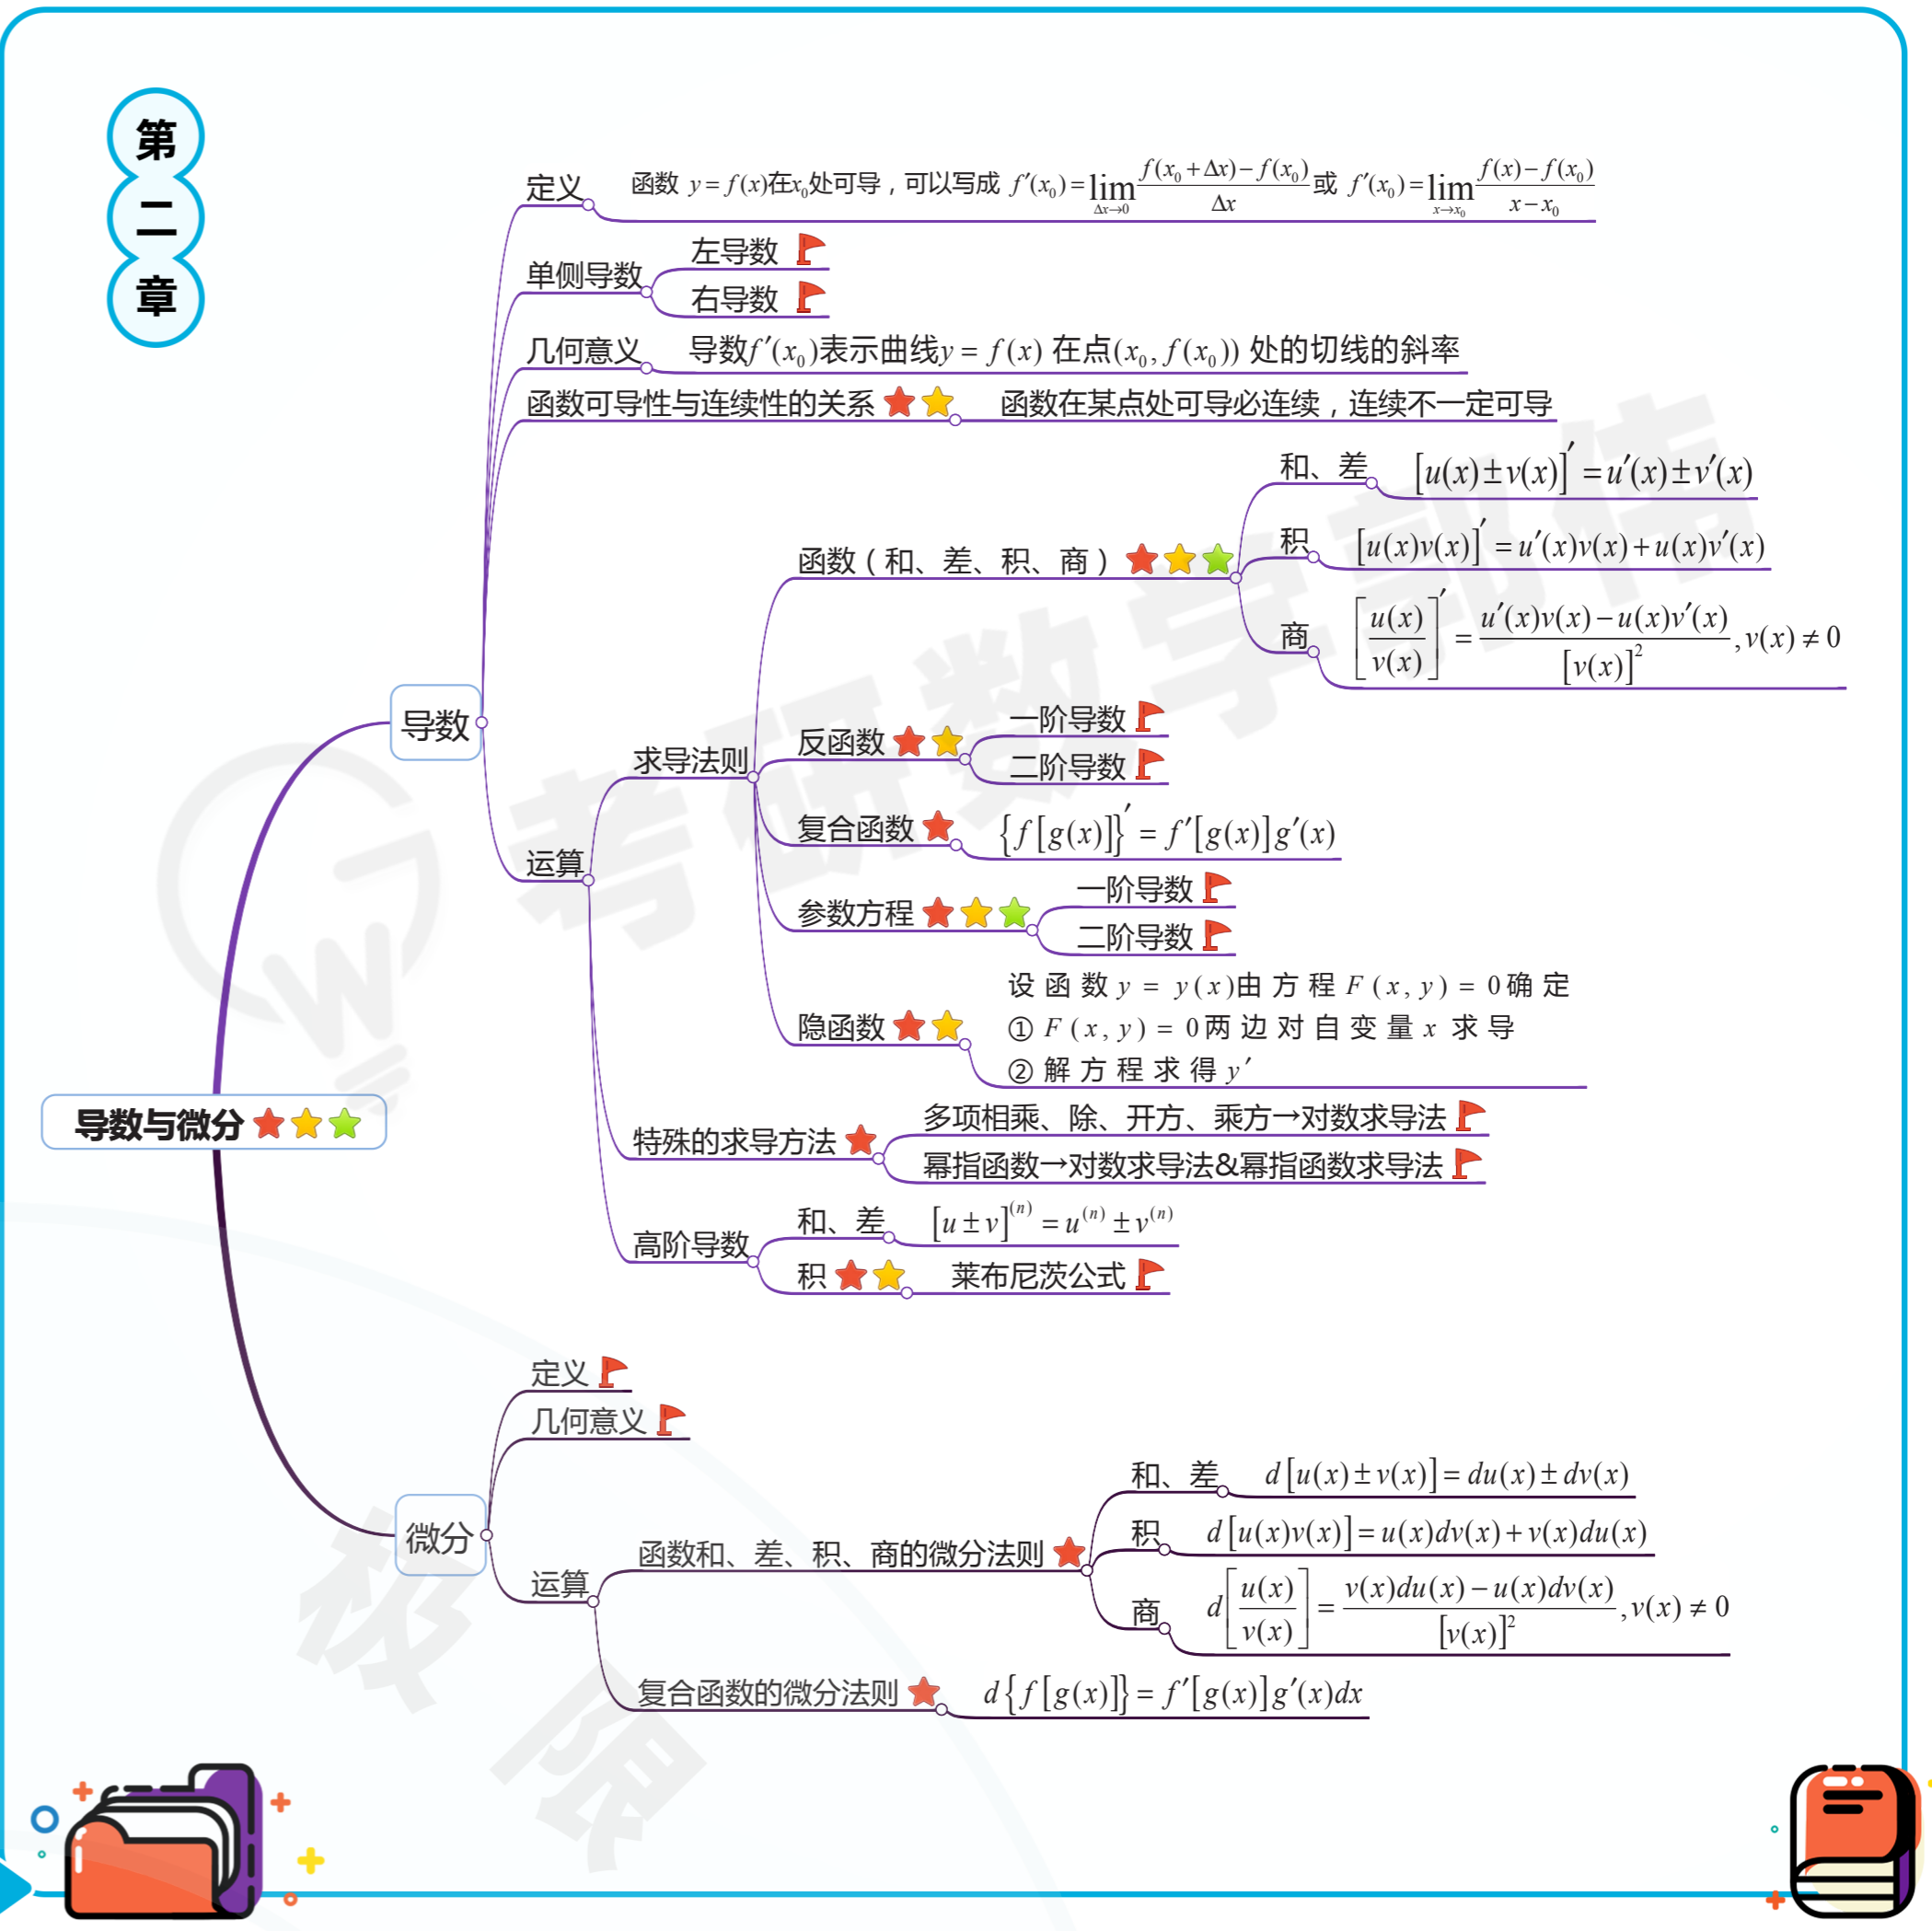 第
二
章
导数与微分
导数
定义
函数 y = f(x)在x₀处可导，可以写成 f′(x₀) = lim_{Δx→0} (f(x₀ + Δx) − f(x₀))/Δx 或 f′(x₀) = lim_{x→x₀} (f(x) − f(x₀))/(x − x₀)
单侧导数
左导数
右导数
几何意义
导数f′(x₀)表示曲线y = f(x) 在点(x₀, f(x₀)) 处的切线的斜率
函数可导性与连续性的关系
函数在某点处可导必连续，连续不一定可导
运算
求导法则
函数（和、差、积、商）
和、差
[u(x) ± v(x)]′ = u′(x) ± v′(x)
积
[u(x)v(x)]′ = u′(x)v(x) + u(x)v′(x)
商
[u(x)/v(x)]′ = (u′(x)v(x) − u(x)v′(x))/[v(x)]², v(x) ≠ 0
反函数
一阶导数
二阶导数
复合函数
{f[g(x)]}′ = f′[g(x)]g′(x)
参数方程
一阶导数
二阶导数
隐函数
设函数 y = y(x)由方程 F(x, y) = 0确定
① F(x, y) = 0两边对自变量 x 求导
② 解方程求得 y′
特殊的求导方法
多项相乘、除、开方、乘方→对数求导法
幂指函数→对数求导法&幂指函数求导法
高阶导数
和、差
[u ± v]⁽ⁿ⁾ = u⁽ⁿ⁾ ± v⁽ⁿ⁾
积
莱布尼茨公式
微分
定义
几何意义
运算
函数和、差、积、商的微分法则
和、差
d[u(x) ± v(x)] = du(x) ± dv(x)
积
d[u(x)v(x)] = u(x)dv(x) + v(x)du(x)
商
d[u(x)/v(x)] = (v(x)du(x) − u(x)dv(x))/[v(x)]², v(x) ≠ 0
复合函数的微分法则
d{f[g(x)]} = f′[g(x)]g′(x)dx
考研数学郭伟
极限